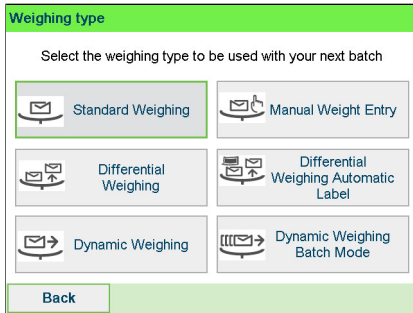 Weighing type
Select the weighing type to be used with your next batch
Standard Weighing
Manual Weight Entry
Differential
Weighing
Differential
Weighing Automatic
Label
Dynamic Weighing
Dynamic Weighing
Batch Mode
Back